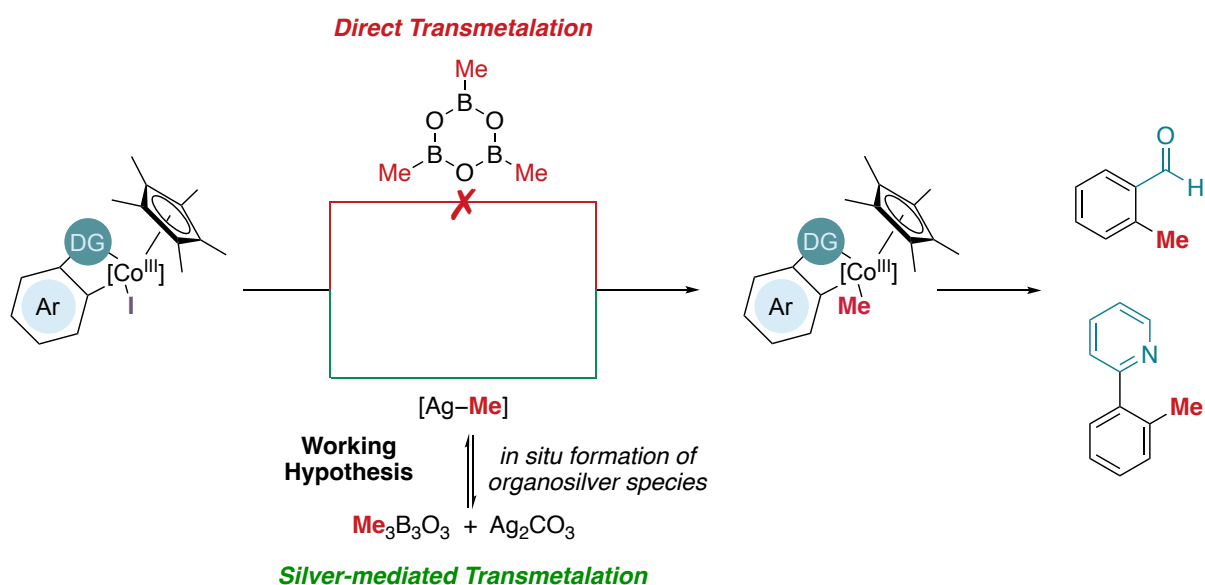 Direct Transmetalation
Me
B
O O
B B
Me O Me
✗
DG
[Coᴵᴵᴵ]
Ar
I
DG
[Coᴵᴵᴵ]
Ar
Me
O
H
Me
N
Me
[Ag–Me]
Working
Hypothesis
in situ formation of
organosilver species
Me₃B₃O₃ + Ag₂CO₃
Silver-mediated Transmetalation